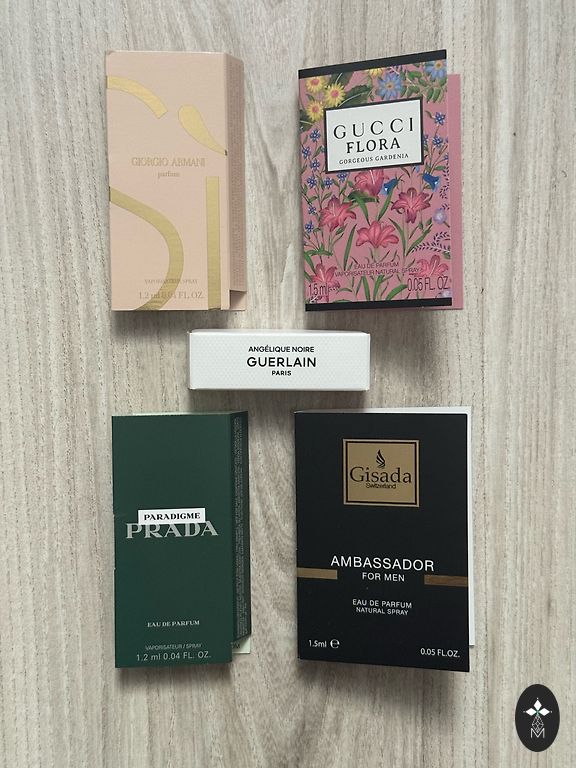 Sì
GIORGIO ARMANI
parfum
VAPORISATEUR SPRAY
1.2 ml 0.04 FL. OZ.
GUCCI
FLORA
GORGEOUS GARDENIA
EAU DE PARFUM
VAPORISATEUR NATURAL SPRAY
1.5 ml 0.05 FL. OZ.
ANGÉLIQUE NOIRE
GUERLAIN
PARIS
PARADIGME
PRADA
EAU DE PARFUM
VAPORISATEUR / SPRAY
1.2 ml 0.04 FL. OZ.
Gisada
Switzerland
AMBASSADOR
FOR MEN
EAU DE PARFUM
NATURAL SPRAY
1.5ml ℮ 0.05 FL.OZ.
M